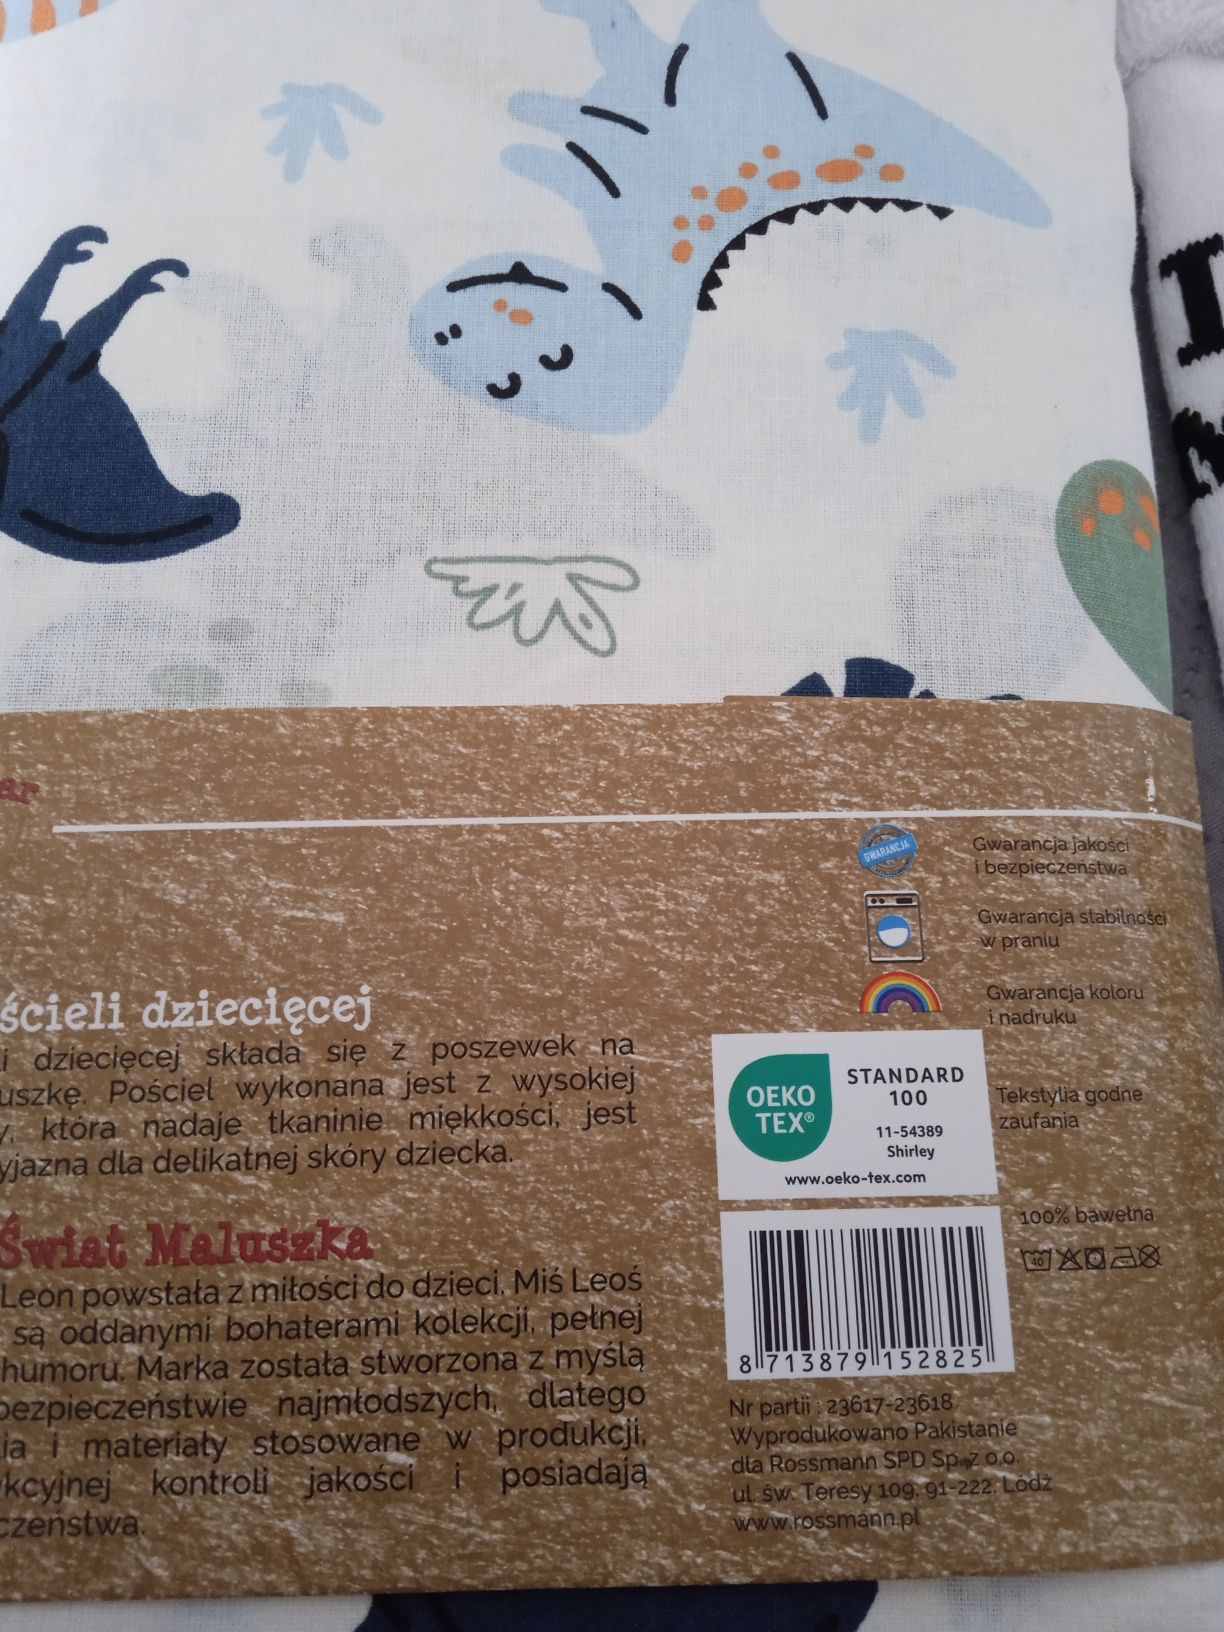 I
M
ar
GWARANCJA
Gwarancja jakości
i bezpieczeństwa
Gwarancja stabilności
w praniu
Gwarancja koloru
i nadruku
ścieli dziecięcej
i dziecięcej składa się z poszewek na
uszkę. Pościel wykonana jest z wysokiej
y, która nadaje tkaninie miękkości, jest
yjazna dla delikatnej skóry dziecka.
OEKO
TEX®
STANDARD
100
11-54389
Shirley
www.oeko-tex.com
Tekstylia godne
zaufania
100% bawełna
40
Świat Maluszka
Leon powstała z miłości do dzieci. Miś Leoś
są oddanymi bohaterami kolekcji, pełnej
humoru. Marka została stworzona z myślą
bezpieczeństwie najmłodszych, dlatego
ia i materiały stosowane w produkcji,
kcyjnej kontroli jakości i posiadają
czeństwa.
8 713879 152825
Nr partii : 23617-23618
Wyprodukowano Pakistanie
dla Rossmann SPD Sp. z o.o.
ul. św. Teresy 109, 91-222, Łódź
www.rossmann.pl